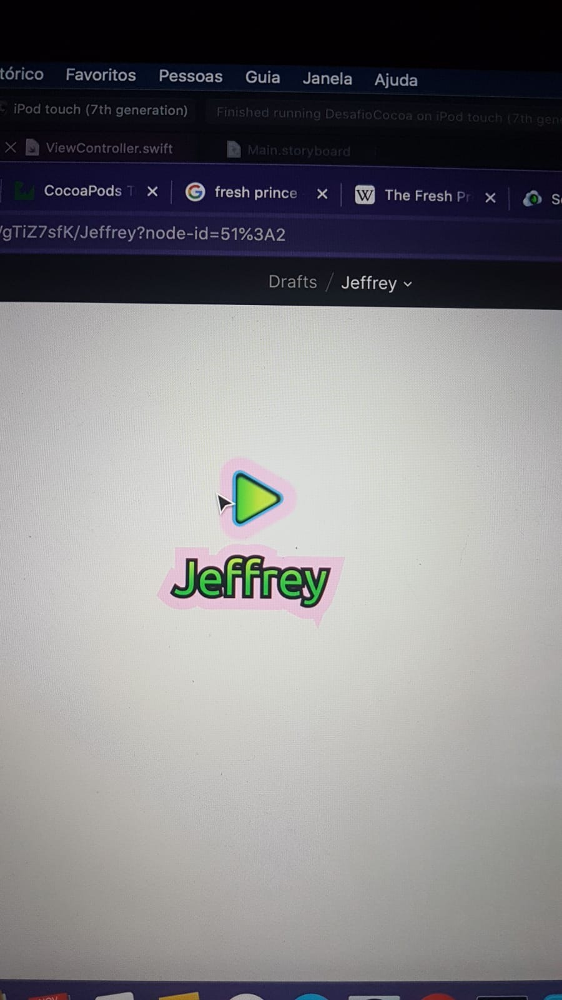 tórico Favoritos Pessoas Guia Janela Ajuda
iPod touch (7th generation) Finished running DesafioCocoa on iPod touch (7th gen
ViewController.swift Main.storyboard
CocoaPods T fresh prince W The Fresh Pr
/gTiZ7sfK/Jeffrey?node-id=51%3A2
Drafts / Jeffrey
Jeffrey